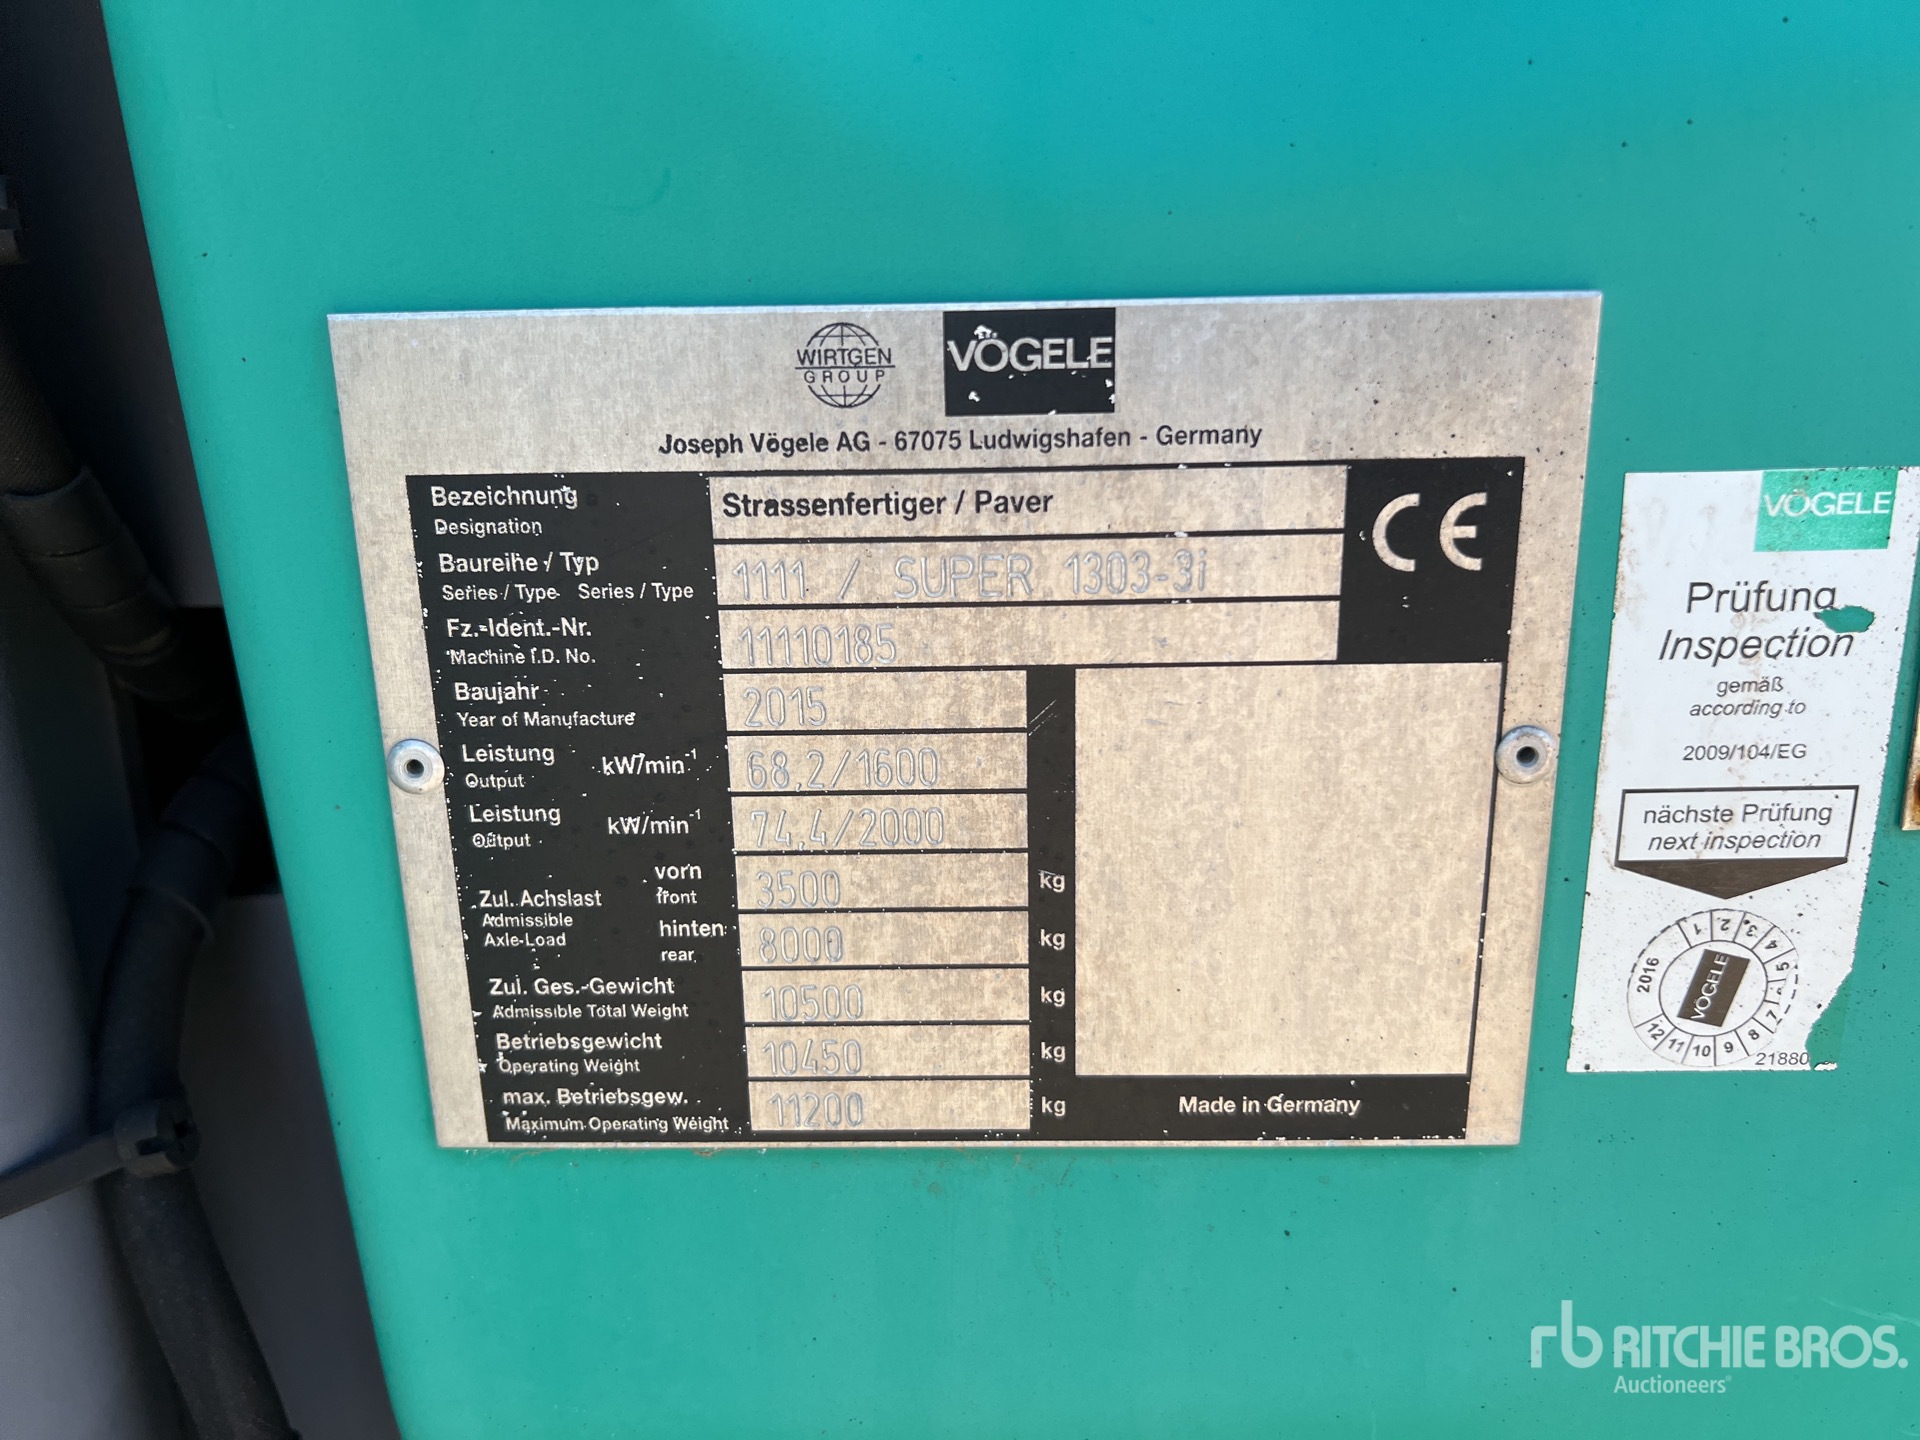 WIRTGEN
GROUP
VÖGELE
Joseph Vögele AG - 67075 Ludwigshafen - Germany
Bezeichnung
Designation
Strassenfertiger / Paver
CE
Baureihe / Typ
Series / Type Series / Type
1111 / SUPER 1303-3i
Fz.-Ident.-Nr.
Machine I.D. No.
11110185
Baujahr
Year of Manufacture
2015
Leistung
Output
kW/min-1
68,2/1600
Leistung
Output
kW/min-1
74,4/2000
Zul. Achslast
Admissible
Axle-Load
vorn
front
3500 kg
hinten
rear
8000 kg
Zul. Ges.-Gewicht
Admissible Total Weight
10500 kg
Betriebsgewicht
Operating Weight
10450 kg
max. Betriebsgew.
Maximum Operating Weight
11200 kg
Made in Germany
VÖGELE
Prüfung
Inspection
gemäß
according to
2009/104/EG
nächste Prüfung
next inspection
2016
1 2 3 4 5 7 8 9 10 11 12
VÖGELE
21880
rb RITCHIE BROS.
Auctioneers